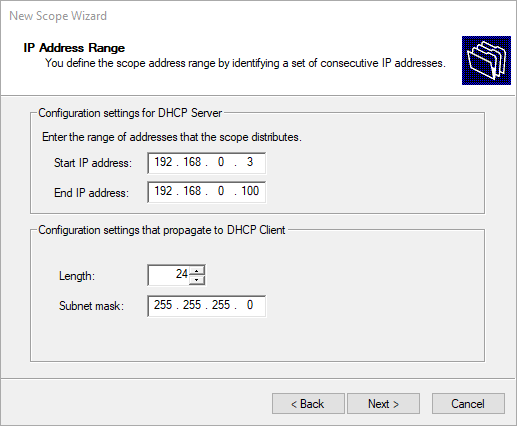 New Scope Wizard
IP Address Range
You define the scope address range by identifying a set of consecutive IP addresses.
Configuration settings for DHCP Server
Enter the range of addresses that the scope distributes.
Start IP address: 192 . 168 . 0 . 3
End IP address: 192 . 168 . 0 . 100
Configuration settings that propagate to DHCP Client
Length: 24
Subnet mask: 255 . 255 . 255 . 0
< Back Next > Cancel